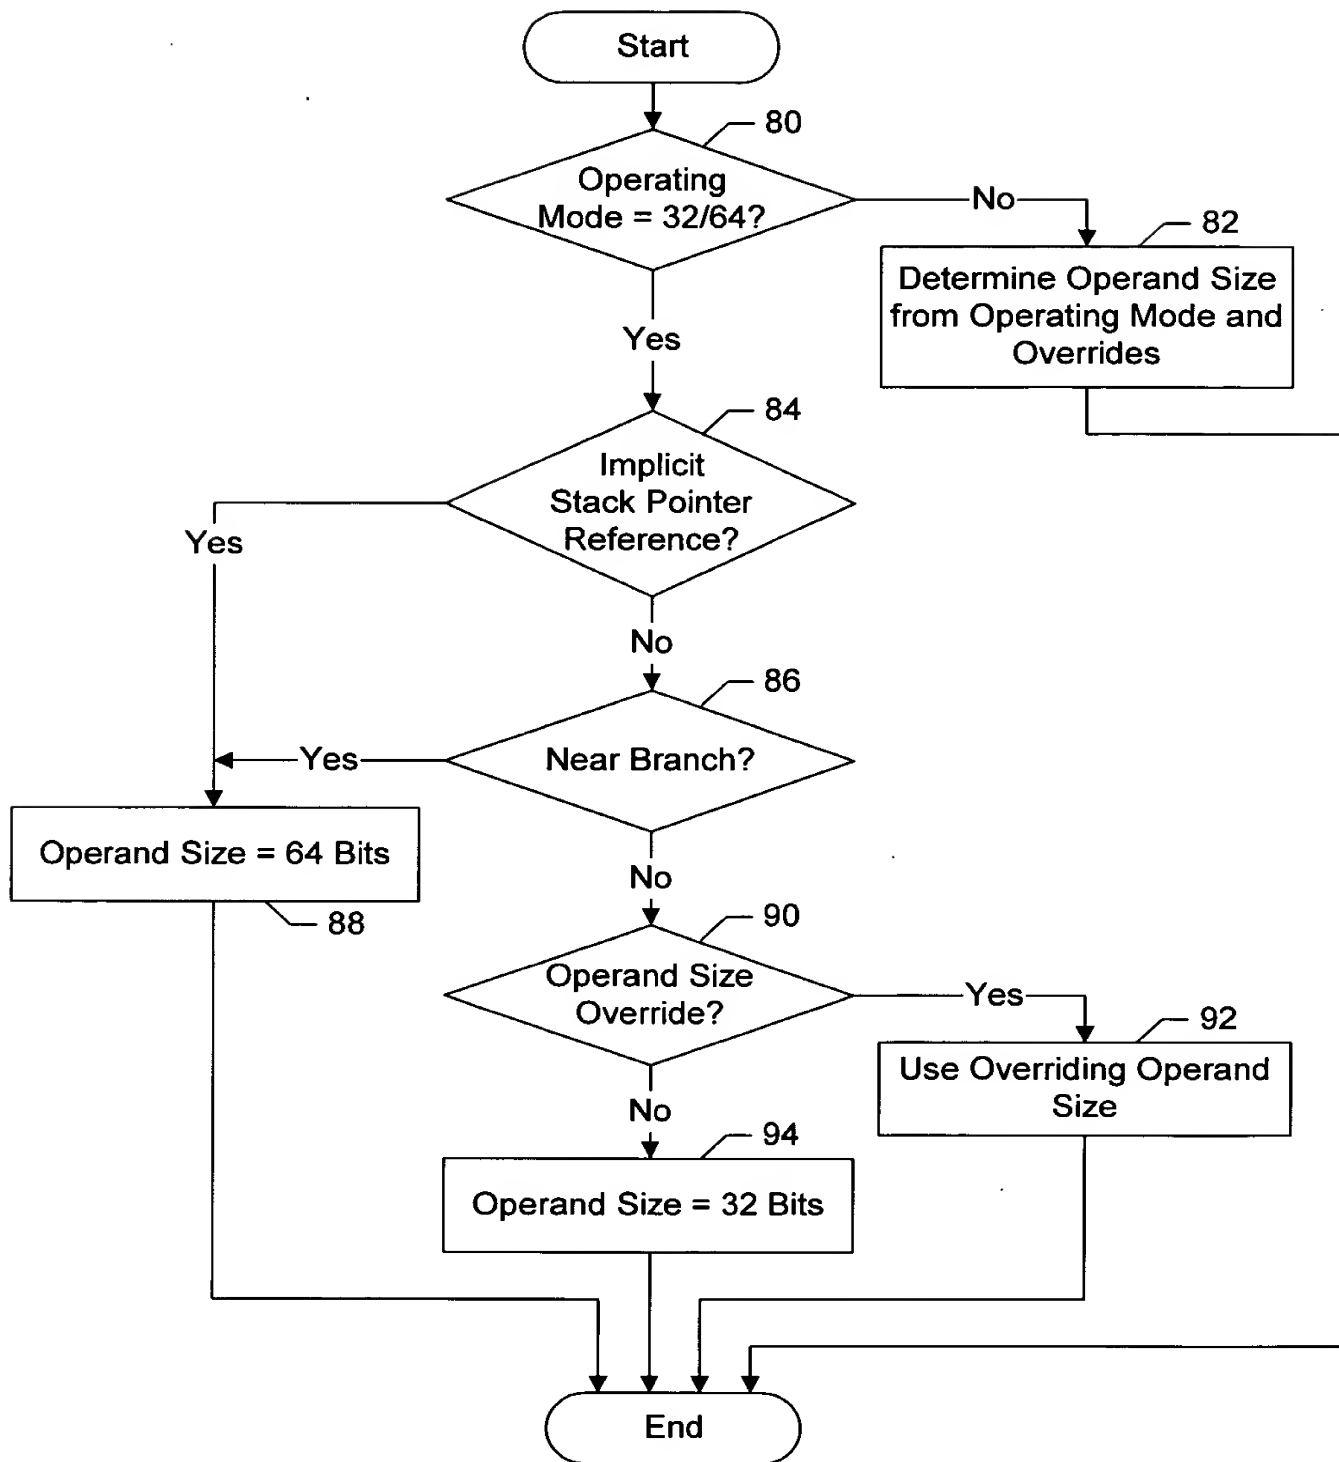 Start
80
Operating
Mode = 32/64?
No
82
Determine Operand Size
from Operating Mode and
Overrides
Yes
84
Implicit
Stack Pointer
Reference?
Yes
No
86
Near Branch?
Yes
Operand Size = 64 Bits
88
No
90
Operand Size
Override?
Yes
92
Use Overriding Operand
Size
No
94
Operand Size = 32 Bits
End